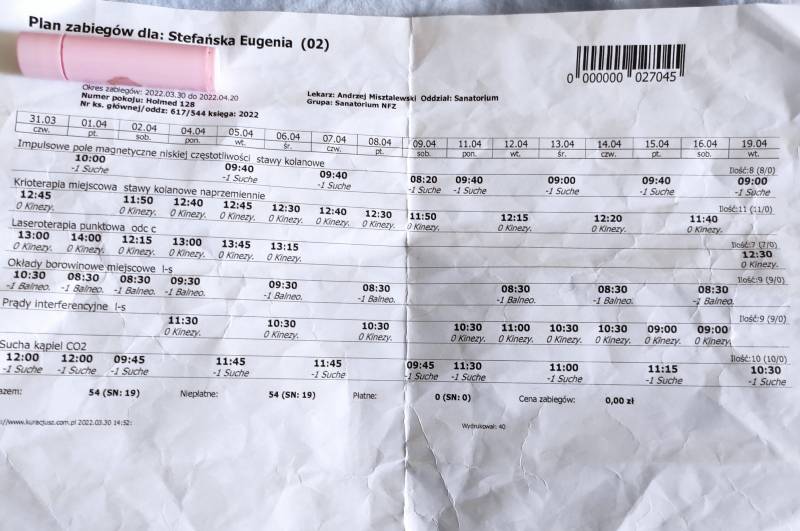 Plan zabiegów dla: Stefańska Eugenia (02)
0 000000 027045
Okres zabiegów: 2022.03.30 do 2022.04.20
Numer pokoju: Holmed 128
Nr ks. głównej/oddz: 617/544 księga: 2022
Lekarz: Andrzej Misztalewski Oddział: Sanatorium
Grupa: Sanatorium NFZ
31.03 01.04 02.04 04.04 05.04 06.04 07.04 08.04 09.04 11.04 12.04 13.04 14.04 15.04 16.04 19.04
czw. pt. sob. pon. wt. śr. czw. pt. sob. pon. wt. śr. czw. pt. sob. wt.
Impulsowe pole magnetyczne niskiej częstotliwości stawy kolanowe Ilość:8 (8/0)
10:00 09:40 09:40 08:20 09:40 09:00 09:40 09:00
-1 Suche -1 Suche -1 Suche -1 Suche -1 Suche -1 Suche -1 Suche -1 Suche
Krioterapia miejscowa stawy kolanowe naprzemiennie Ilość:11 (11/0)
12:45 11:50 12:40 12:45 12:30 12:40 12:30 11:50 12:15 12:20 11:40
0 Kinezy. 0 Kinezy. 0 Kinezy. 0 Kinezy. 0 Kinezy. 0 Kinezy. 0 Kinezy. 0 Kinezy. 0 Kinezy. 0 Kinezy. 0 Kinezy.
Laseroterapia punktowa odc c Ilość:7 (7/0)
13:00 14:00 12:15 13:00 13:45 13:15 12:30
0 Kinezy. 0 Kinezy. 0 Kinezy. 0 Kinezy. 0 Kinezy. 0 Kinezy. 0 Kinezy.
Okłady borowinowe miejscowe l-s Ilość:9 (9/0)
10:30 08:30 08:30 09:30 09:30 08:30 08:30 08:30 08:30
-1 Balneo. -1 Balneo. -1 Balneo. -1 Balneo. -1 Balneo. -1 Balneo. -1 Balneo. -1 Balneo. -1 Balneo.
Prądy interferencyjne l-s Ilość:9 (9/0)
11:30 10:30 10:30 10:30 11:00 10:30 10:30 09:00 09:00
0 Kinezy. 0 Kinezy. 0 Kinezy. 0 Kinezy. 0 Kinezy. 0 Kinezy. 0 Kinezy. 0 Kinezy. 0 Kinezy.
Sucha kąpiel CO2 Ilość:10 (10/0)
12:00 12:00 09:45 11:45 11:45 09:45 11:30 11:00 11:15 10:30
-1 Suche -1 Suche -1 Suche -1 Suche -1 Suche -1 Suche -1 Suche -1 Suche -1 Suche -1 Suche
azem: 54 (SN: 19) Niepłatne: 54 (SN: 19) Płatne: 0 (SN: 0) Cena zabiegów: 0,00 zł
://www.kuracjusz.com.pl 2022.03.30 14:52: Wydrukował: 40